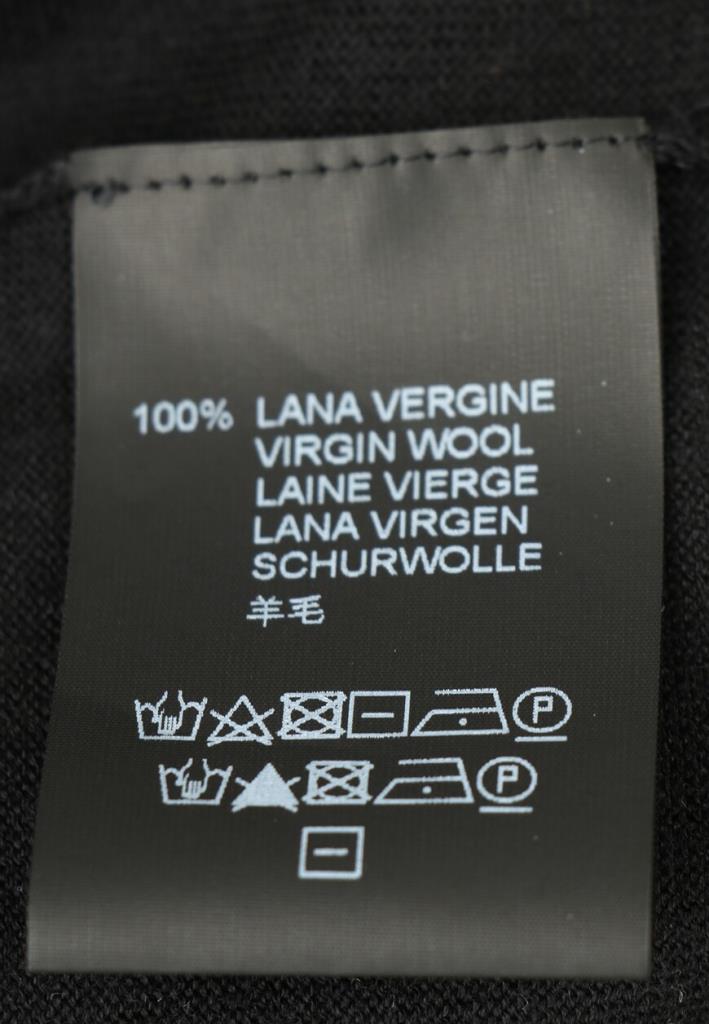 100% LANA VERGINE
VIRGIN WOOL
LAINE VIERGE
LANA VIRGEN
SCHURWOLLE
羊毛
P
P